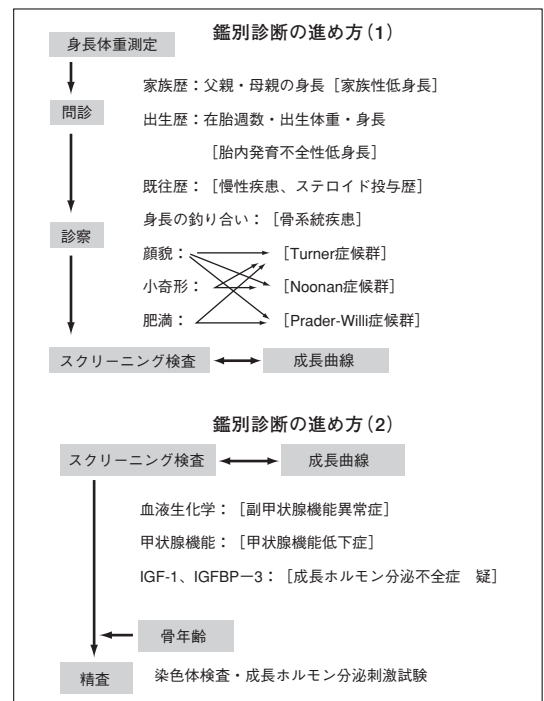 鑑別診断の進め方(1)
身長体重測定
家族歴：父親・母親の身長［家族性低身長］
問診
出生歴：在胎週数・出生体重・身長
［胎内発育不全性低身長］
既往歴：［慢性疾患、ステロイド投与歴］
身長の釣り合い：［骨系統疾患］
診察
顔貌：［Turner症候群］
小奇形：［Noonan症候群］
肥満：［Prader-Willi症候群］
スクリーニング検査 成長曲線
鑑別診断の進め方(2)
スクリーニング検査 成長曲線
血液生化学：［副甲状腺機能異常症］
甲状腺機能：［甲状腺機能低下症］
IGF-1、IGFBPー3：［成長ホルモン分泌不全症　疑］
骨年齢
精査 染色体検査・成長ホルモン分泌刺激試験